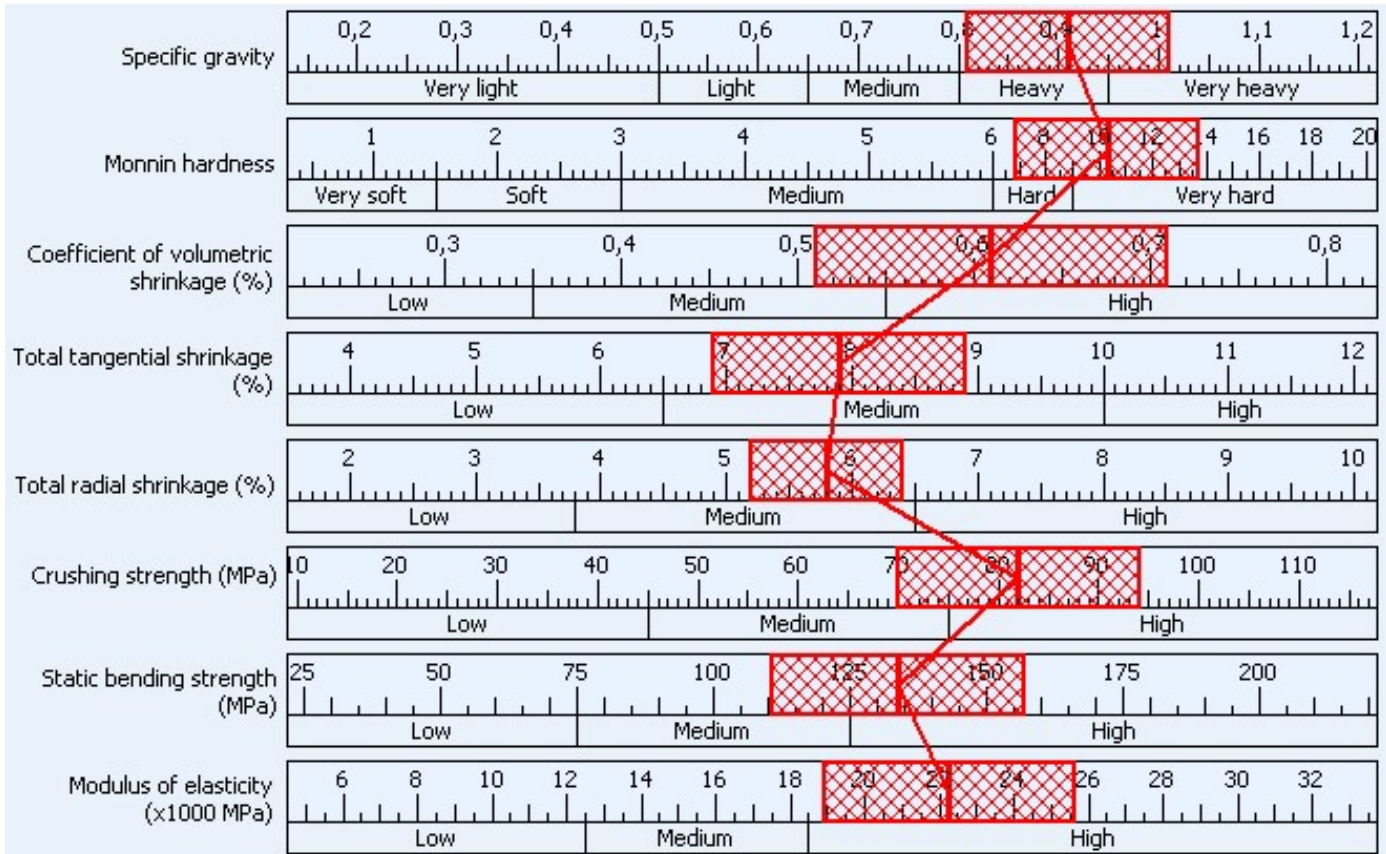 0,2 0,3 0,4 0,5 0,6 0,7 0,8 0,9 1 1,1 1,2
Specific gravity
Very light Light Medium Heavy Very heavy
1 2 3 4 5 6 8 10 12 14 16 18 20
Monnin hardness
Very soft Soft Medium Hard Very hard
0,3 0,4 0,5 0,6 0,7 0,8
Coefficient of volumetric
shrinkage (%)
Low Medium High
4 5 6 7 8 9 10 11 12
Total tangential shrinkage
(%)
Low Medium High
2 3 4 5 6 7 8 9 10
Total radial shrinkage (%)
Low Medium High
10 20 30 40 50 60 70 80 90 100 110
Crushing strength (MPa)
Low Medium High
25 50 75 100 125 150 175 200
Static bending strength
(MPa)
Low Medium High
6 8 10 12 14 16 18 20 22 24 26 28 30 32
Modulus of elasticity
(x1000 MPa)
Low Medium High